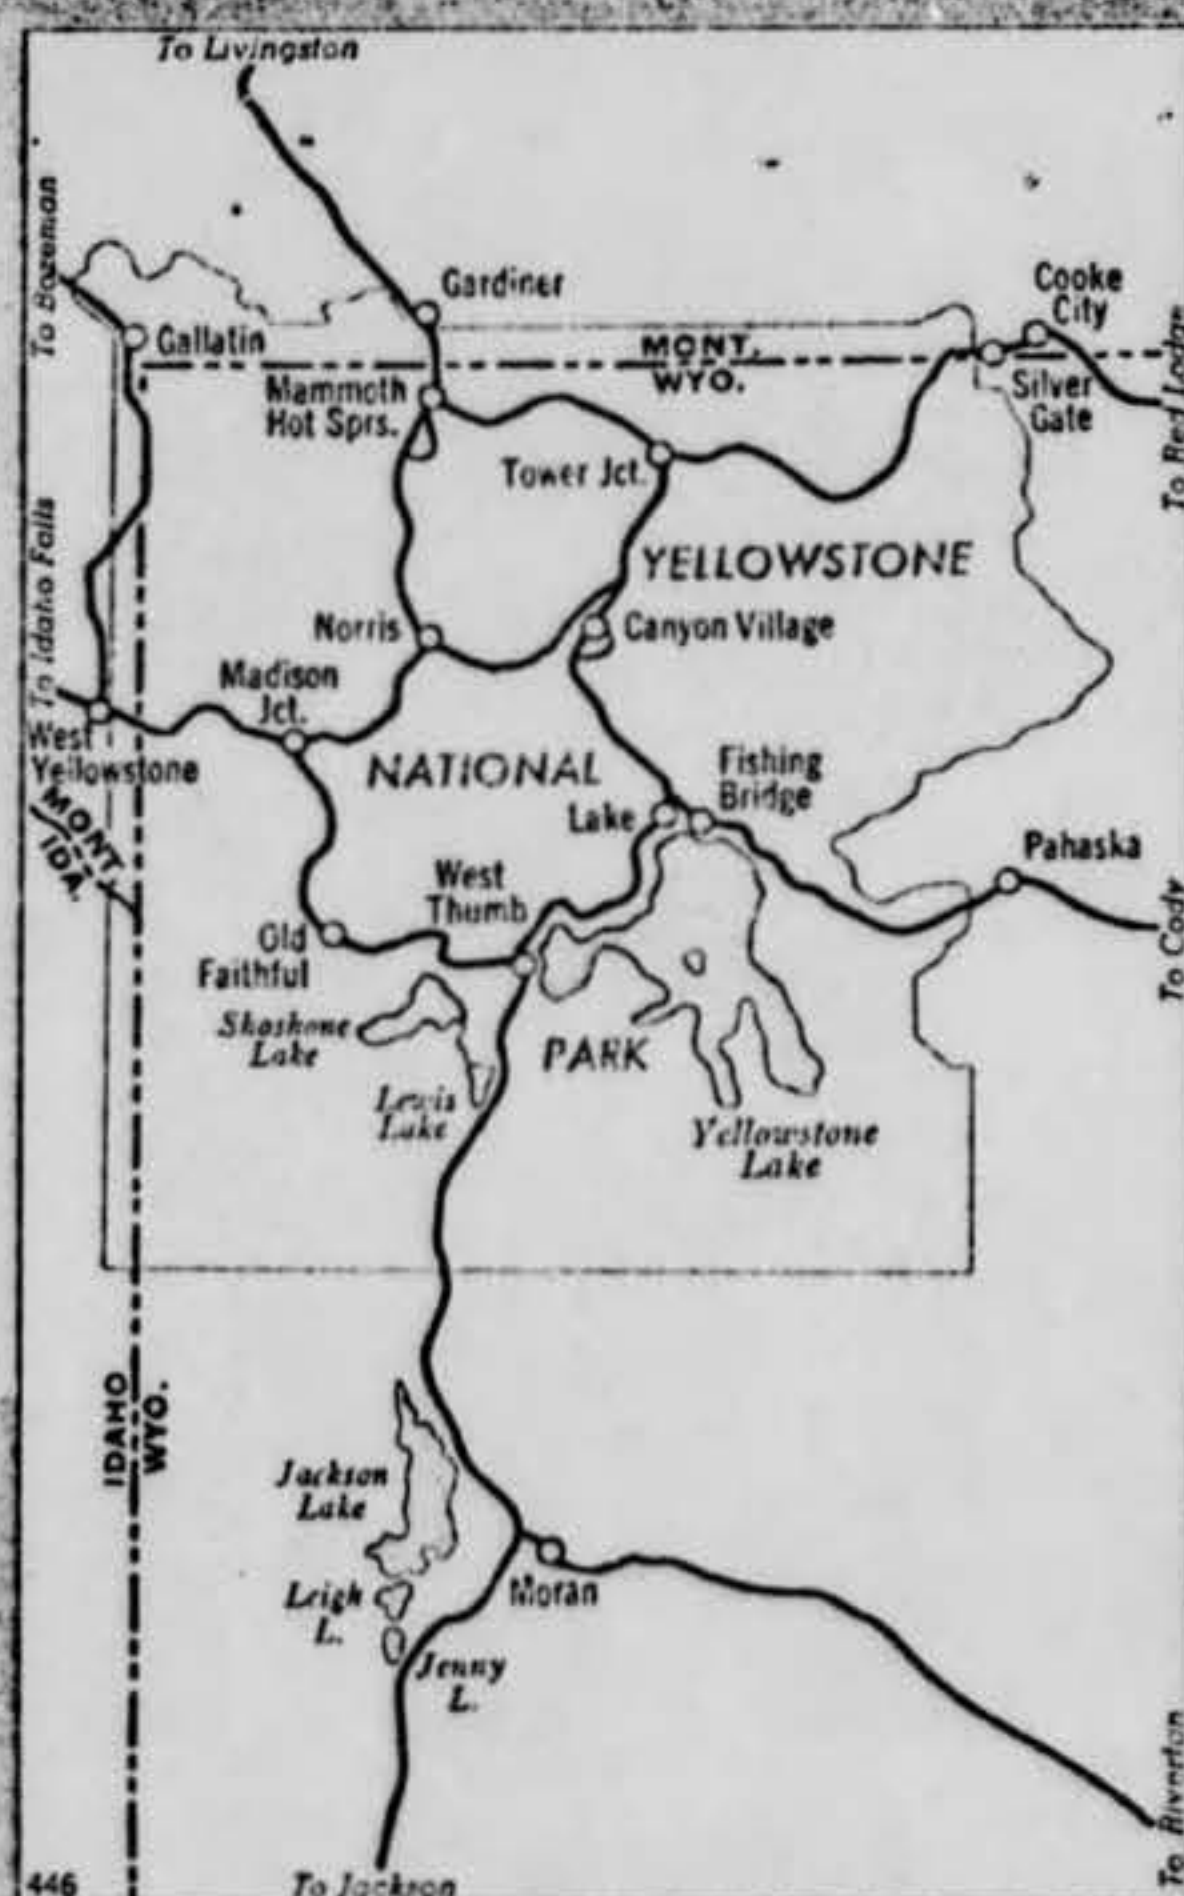 To Livingston
To Bozeman
Gardiner
Cooke
City
Gallatin
MONT.
WYO.
Mammoth
Hot Sprs.
Silver
Gate
To Red Lodge
Tower Jct.
To Idaho Falls
YELLOWSTONE
Norris
Canyon Village
Madison
Jct.
West
Yellowstone
NATIONAL
Fishing
Bridge
Lake
MONT.
IDA.
Pahaska
West
Thumb
To Cody
Old
Faithful
Shoshone
Lake
PARK
Lewis
Lake
Yellowstone
Lake
IDAHO
WYO.
Jackson
Lake
Leigh
L.
Moran
Jenny
L.
To Riverton
446
To Jackson